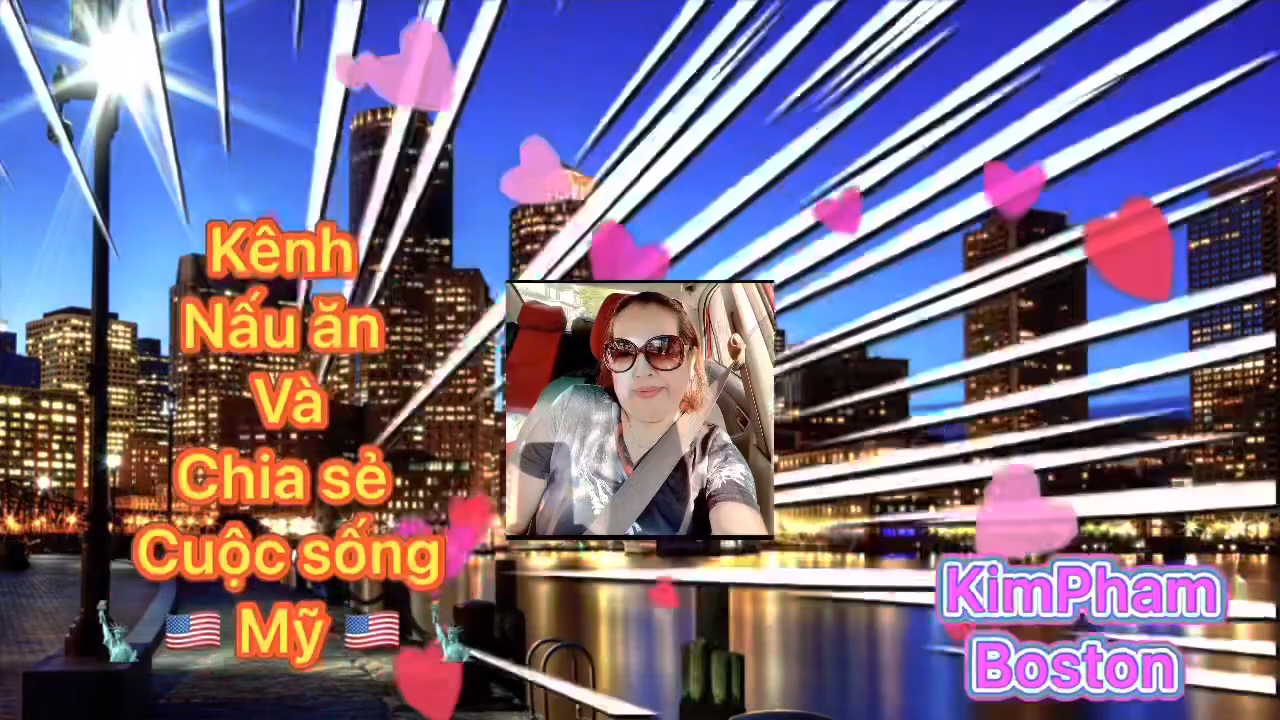 Kênh
Nấu ăn
Và
Chia sẻ
Cuộc sống
🗽 🇺🇸 Mỹ 🇺🇸 🗽
KimPham
Boston